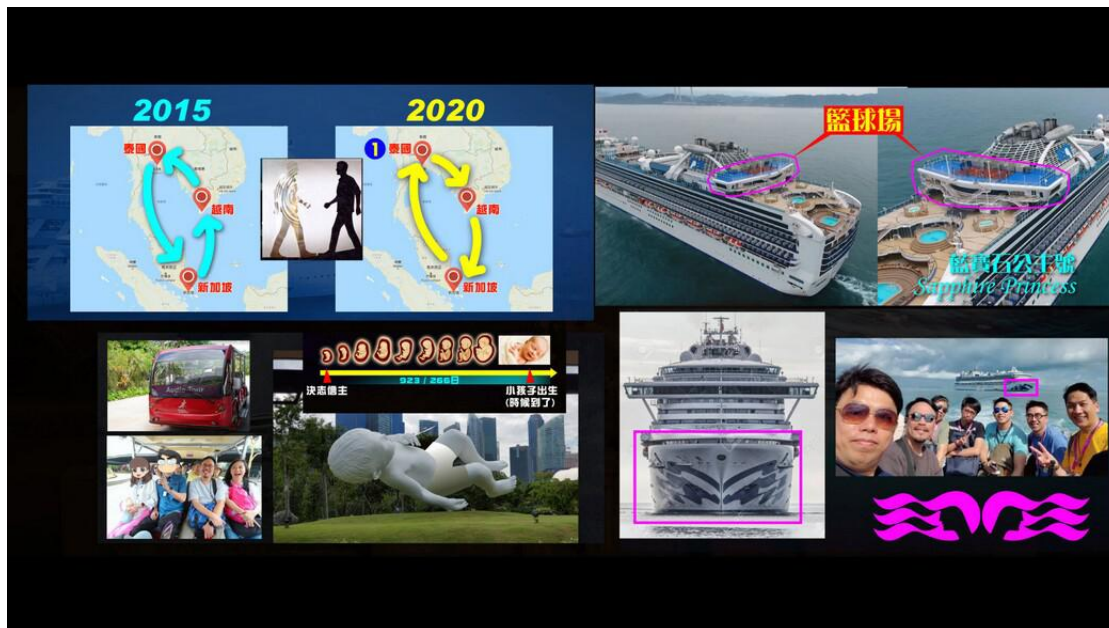 2015
2020
泰國
越南
新加坡
1
泰國
越南
新加坡
籃球場
藍寶石公主號
Sapphire Princess
Audio Tour
923 / 266日
決志信主
小孩子出生
(時候到了)